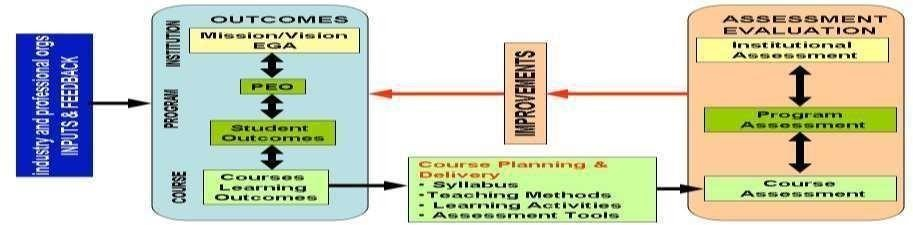 industry and professional orgs
INPUTS & FEEDBACK
OUTCOMES
INSTITUTION
Mission/Vision
EGA
PROGRAM
PEO
Student
Outcomes
COURSE
Courses
Learning
Outcomes
IMPROVEMENTS
Course Planning &
Delivery
• Syllabus
•Teaching Methods
• Learning Activities
• Assessment Tools
ASSESSMENT
EVALUATION
Institutional
Assessment
Program
Assessment
Course
Assessment